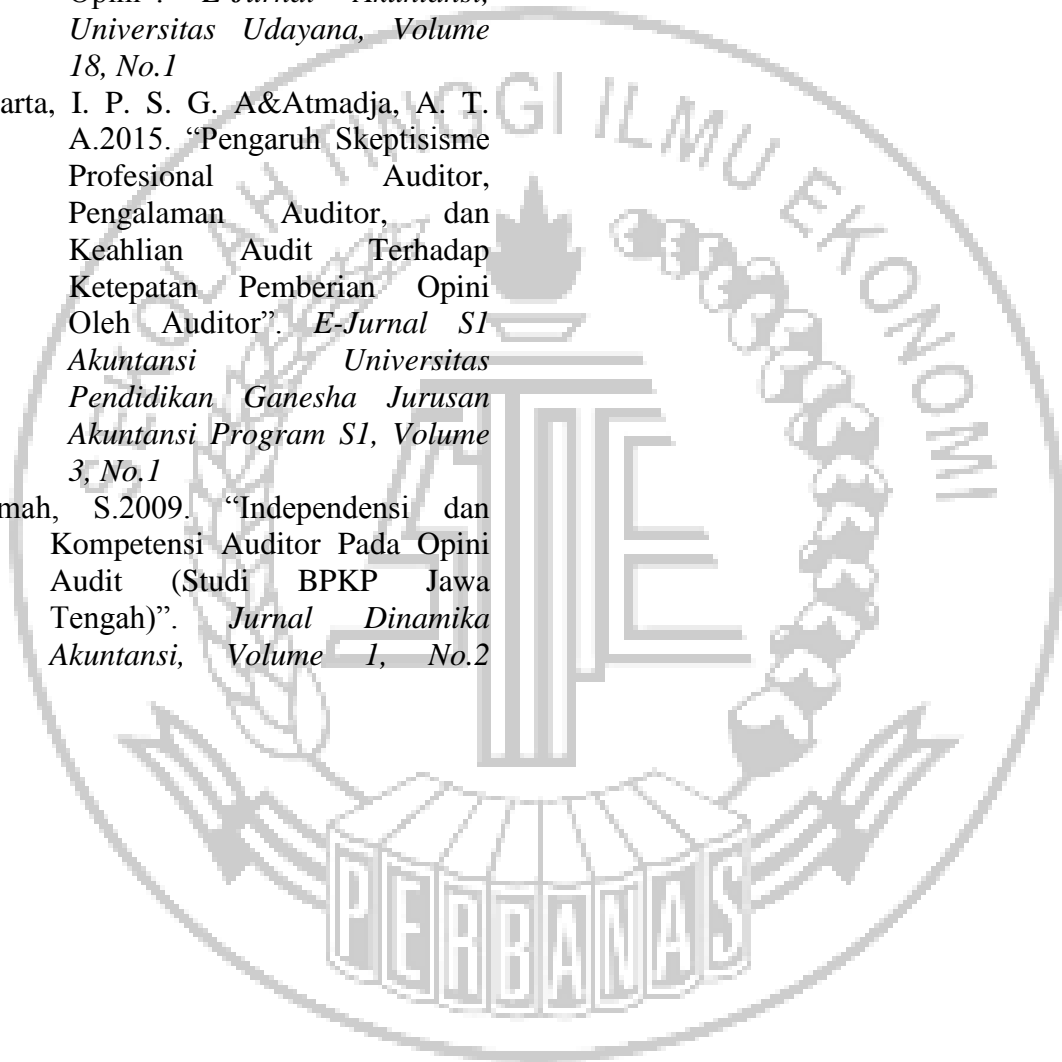 Opini”. E-Jurnal Akuntansi,
Universitas Udayana, Volume
18, No.1
arta, I. P. S. G. A&Atmadja, A. T.
A.2015. “Pengaruh Skeptisisme
Profesional Auditor,
Pengalaman Auditor, dan
Keahlian Audit Terhadap
Ketepatan Pemberian Opini
Oleh Auditor”. E-Jurnal S1
Akuntansi Universitas
Pendidikan Ganesha Jurusan
Akuntansi Program S1, Volume
3, No.1
mah, S.2009. “Independensi dan
Kompetensi Auditor Pada Opini
Audit (Studi BPKP Jawa
Tengah)”. Jurnal Dinamika
Akuntansi, Volume 1, No.2
SEKOLAH TINGGI ILMU EKONOMI
PERBANAS